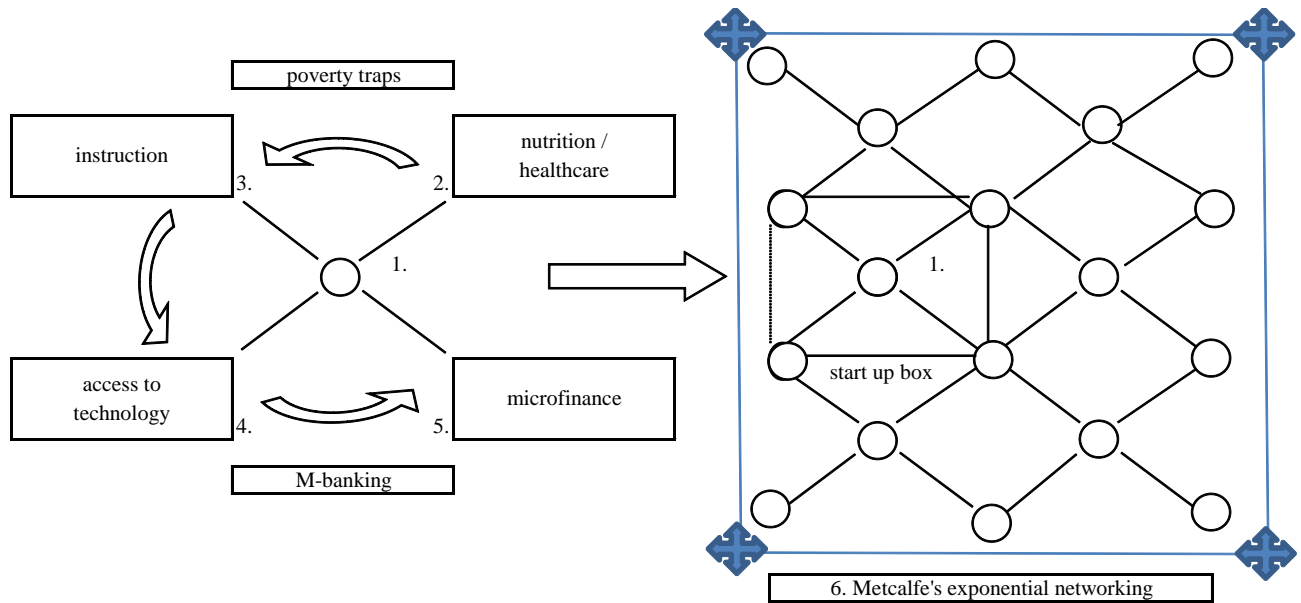 poverty traps
instruction
nutrition /
healthcare
3.
2.
1.
access to
technology
microfinance
4.
5.
M-banking
1.
start up box
6. Metcalfe's exponential networking